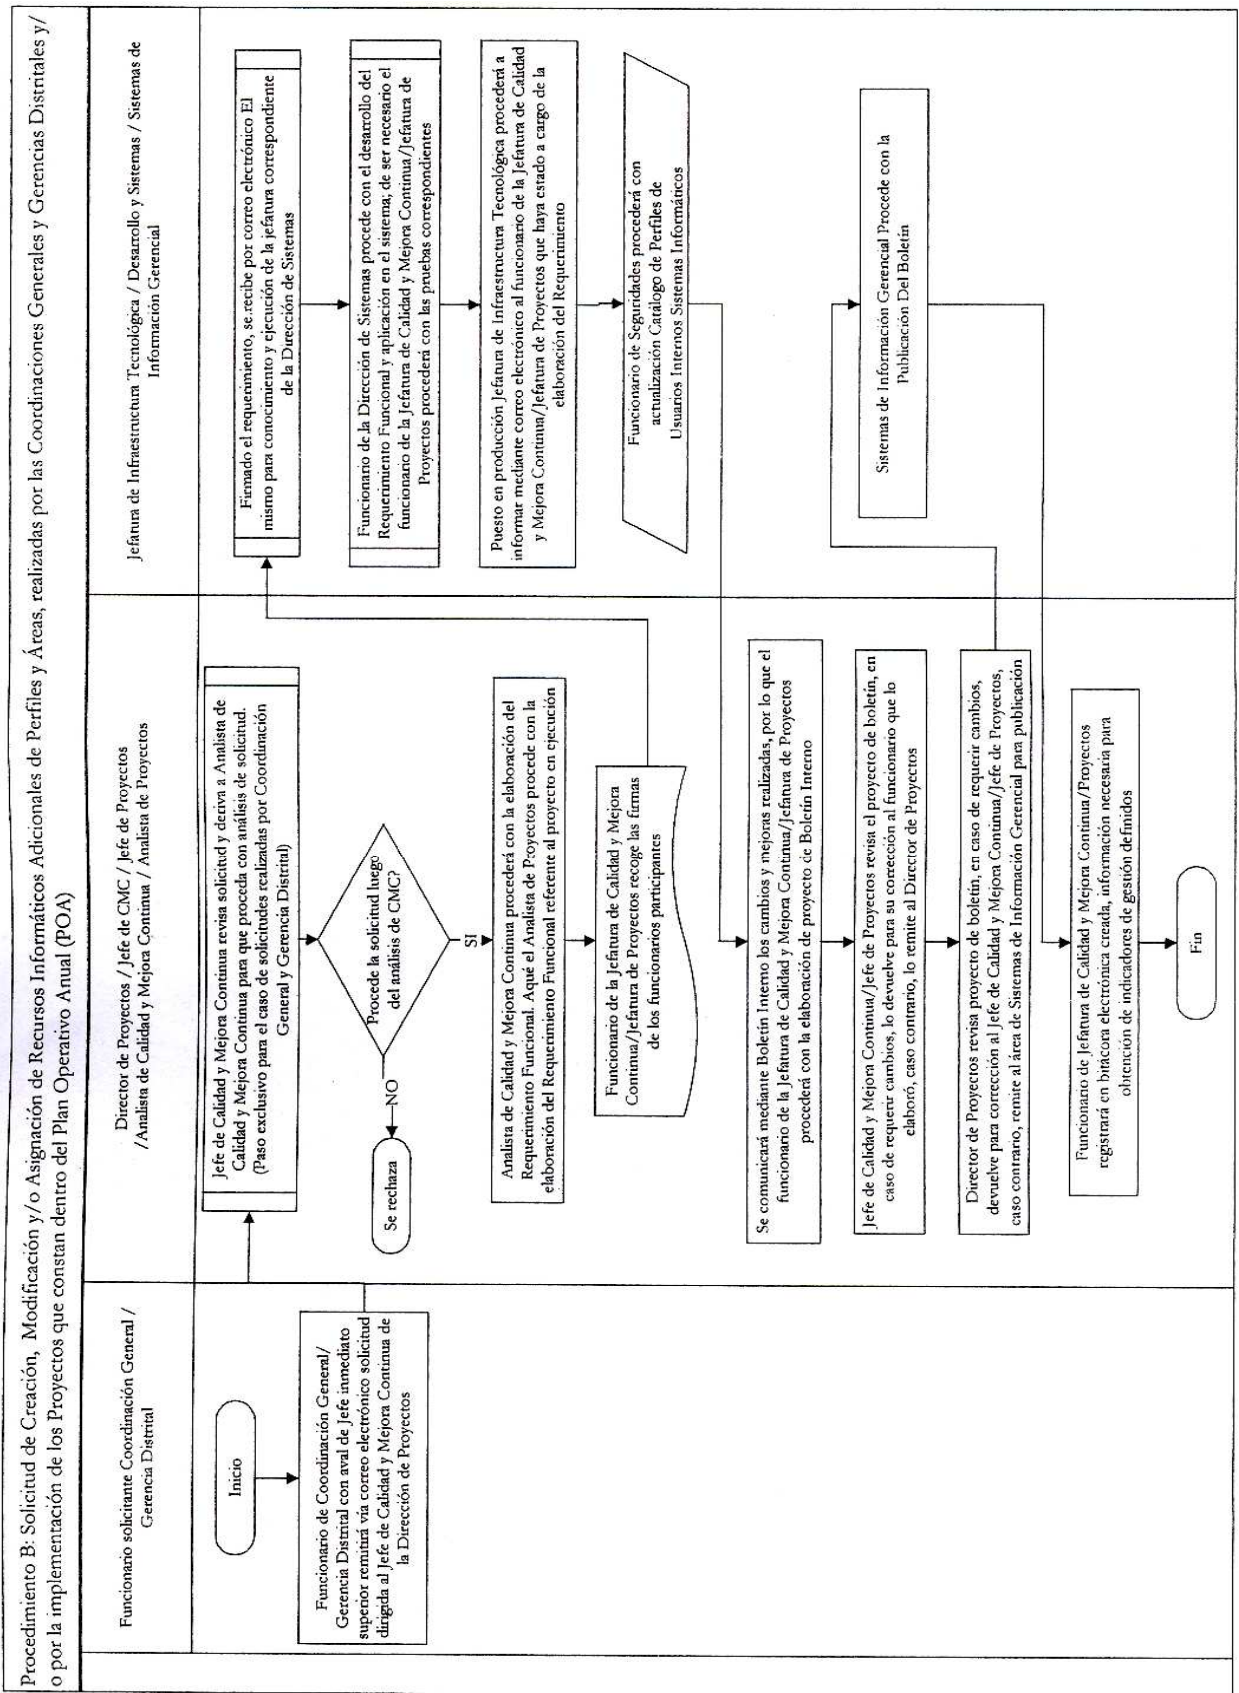 Procedimiento B: Solicitud de Creación, Modificación y/o Asignación de Recursos Informáticos Adicionales de Perfiles y Áreas, realizadas por las Coordinaciones Generales y Gerencias Distritales y/
o por la implementación de los Proyectos que constan dentro del Plan Operativo Anual (POA)
Funcionario solicitante Coordinación General /
Gerencia Distrital
Director de Proyectos / Jefe de CMC / Jefe de Proyectos
/Analista de Calidad y Mejora Continua / Analista de Proyectos
Jefatura de Infraestructura Tecnológica / Desarrollo y Sistemas / Sistemas de
Información Gerencial
Inicio
Funcionario de Coordinación General/
Gerencia Distrital con aval de Jefe inmediato
superior remitirá vía correo electrónico solicitud
dirigida al Jefe de Calidad y Mejora Continua de
la Dirección de Proyectos
Jefe de Calidad y Mejora Continua revisa solicitud y deriva a Analista de
Calidad y Mejora Continua para que proceda con análisis de solicitud.
(Paso exclusivo para el caso de solicitudes realizadas por Coordinación
General y Gerencia Distrital)
Procede la solicitud luego
del análisis de CMC?
NO
Se rechaza
SI
Analista de Calidad y Mejora Continua procederá con la elaboración del
Requerimiento Funcional. Aqué el Analista de Proyectos procede con la
elaboración del Requerimiento Funcional referente al proyecto en ejecución
Funcionario de la Jefatura de Calidad y Mejora
Continua/Jefatura de Proyectos recoge las firmas
de los funcionarios participantes
Firmado el requerimiento, se recibe por correo electrónico El
mismo para conocimiento y ejecución de la jefatura correspondiente
de la Dirección de Sistemas
Funcionario de la Dirección de Sistemas procede con el desarrollo del
Requerimiento Funcional y aplicación en el sistema; de ser necesario el
funcionario de la Jefatura de Calidad y Mejora Continua/Jefatura de
Proyectos procederá con las pruebas correspondientes
Puesto en producción Jefatura de Infraestructura Tecnológica procederá a
informar mediante correo electrónico al funcionario de la Jefatura de Calidad
y Mejora Continua/Jefatura de Proyectos que haya estado a cargo de la
elaboración del Requerimiento
Funcionario de Seguridades procederá con
actualización Catálogo de Perfiles de
Usuarios Internos Sistemas Informáticos
Se comunicará mediante Boletín Interno los cambios y mejoras realizadas, por lo que el
funcionario de la Jefatura de Calidad y Mejora Continua/Jefatura de Proyectos
procederá con la elaboración de proyecto de Boletín Interno
Jefe de Calidad y Mejora Continua/Jefe de Proyectos revisa el proyecto de boletín, en
caso de requerir cambios, lo devuelve para su corrección al funcionario que lo
elaboró, caso contrario, lo remite al Director de Proyectos
Director de Proyectos revisa proyecto de boletín, en caso de requerir cambios,
devuelve para corrección al Jefe de Calidad y Mejora Continua/Jefe de Proyectos,
caso contrario, remite al área de Sistemas de Información Gerencial para publicación
Sistemas de Información Gerencial Procede con la
Publicación Del Boletín
Funcionario de Jefatura de Calidad y Mejora Continua/Proyectos
registrará en bitácora electrónica creada, información necesaria para
obtención de indicadores de gestión definidos
Fin